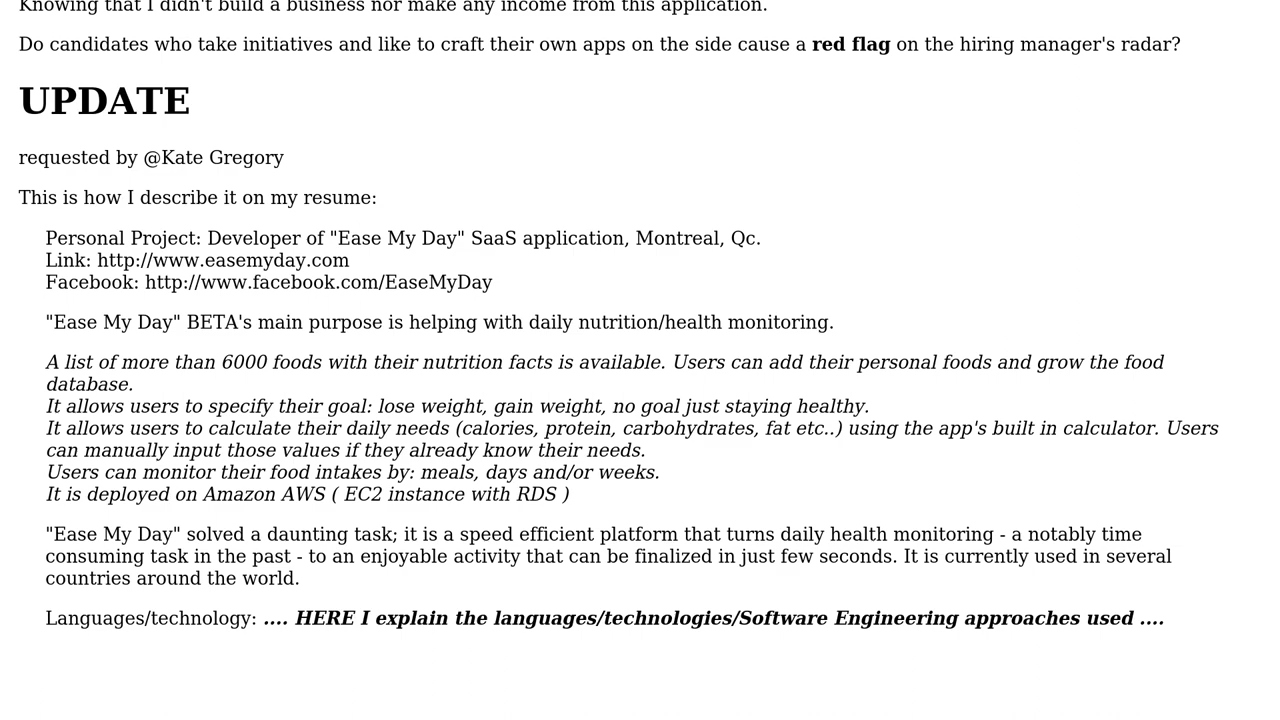 Knowing that I didn't build a business nor make any income from this application.
Do candidates who take initiatives and like to craft their own apps on the side cause a red flag on the hiring manager's radar?
UPDATE
requested by @Kate Gregory
This is how I describe it on my resume:
Personal Project: Developer of "Ease My Day" SaaS application, Montreal, Qc.
Link: http://www.easemyday.com
Facebook: http://www.facebook.com/EaseMyDay
"Ease My Day" BETA's main purpose is helping with daily nutrition/health monitoring.
A list of more than 6000 foods with their nutrition facts is available. Users can add their personal foods and grow the food
database.
It allows users to specify their goal: lose weight, gain weight, no goal just staying healthy.
It allows users to calculate their daily needs (calories, protein, carbohydrates, fat etc..) using the app's built in calculator. Users
can manually input those values if they already know their needs.
Users can monitor their food intakes by: meals, days and/or weeks.
It is deployed on Amazon AWS ( EC2 instance with RDS )
"Ease My Day" solved a daunting task; it is a speed efficient platform that turns daily health monitoring - a notably time
consuming task in the past - to an enjoyable activity that can be finalized in just few seconds. It is currently used in several
countries around the world.
Languages/technology: .... HERE I explain the languages/technologies/Software Engineering approaches used ....